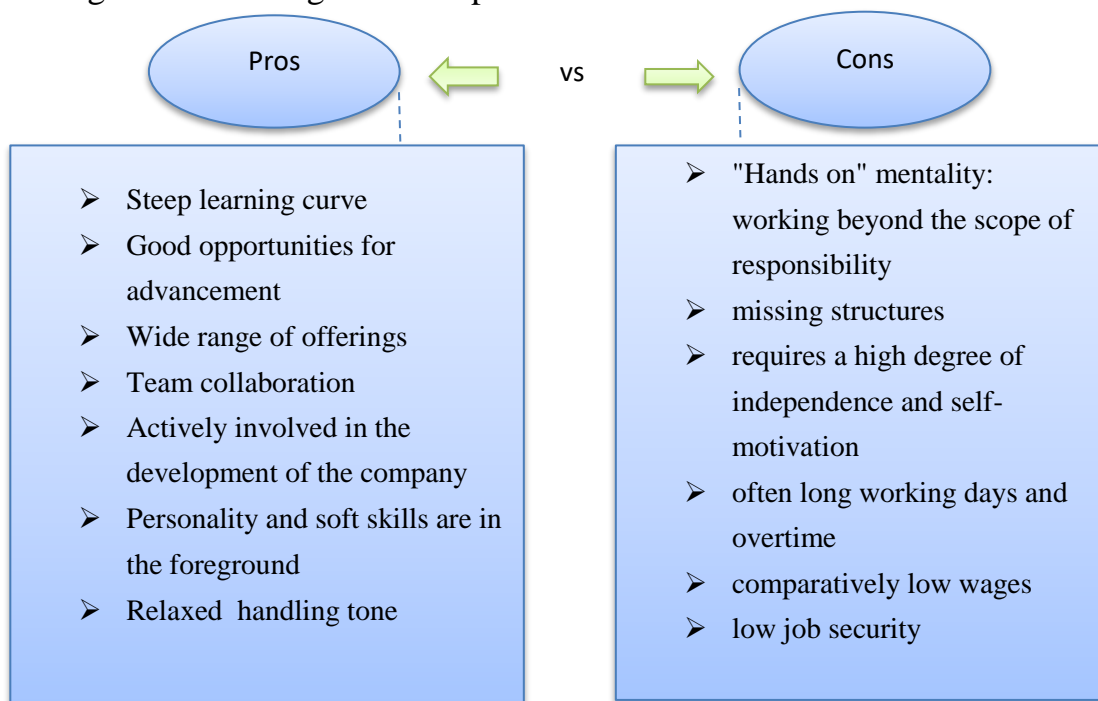 Pros
vs
Cons
➢ Steep learning curve
➢ Good opportunities for
advancement
➢ Wide range of offerings
➢ Team collaboration
➢ Actively involved in the
development of the company
➢ Personality and soft skills are in
the foreground
➢ Relaxed handling tone
➢ "Hands on" mentality:
working beyond the scope of
responsibility
➢ missing structures
➢ requires a high degree of
independence and self-
motivation
➢ often long working days and
overtime
➢ comparatively low wages
➢ low job security